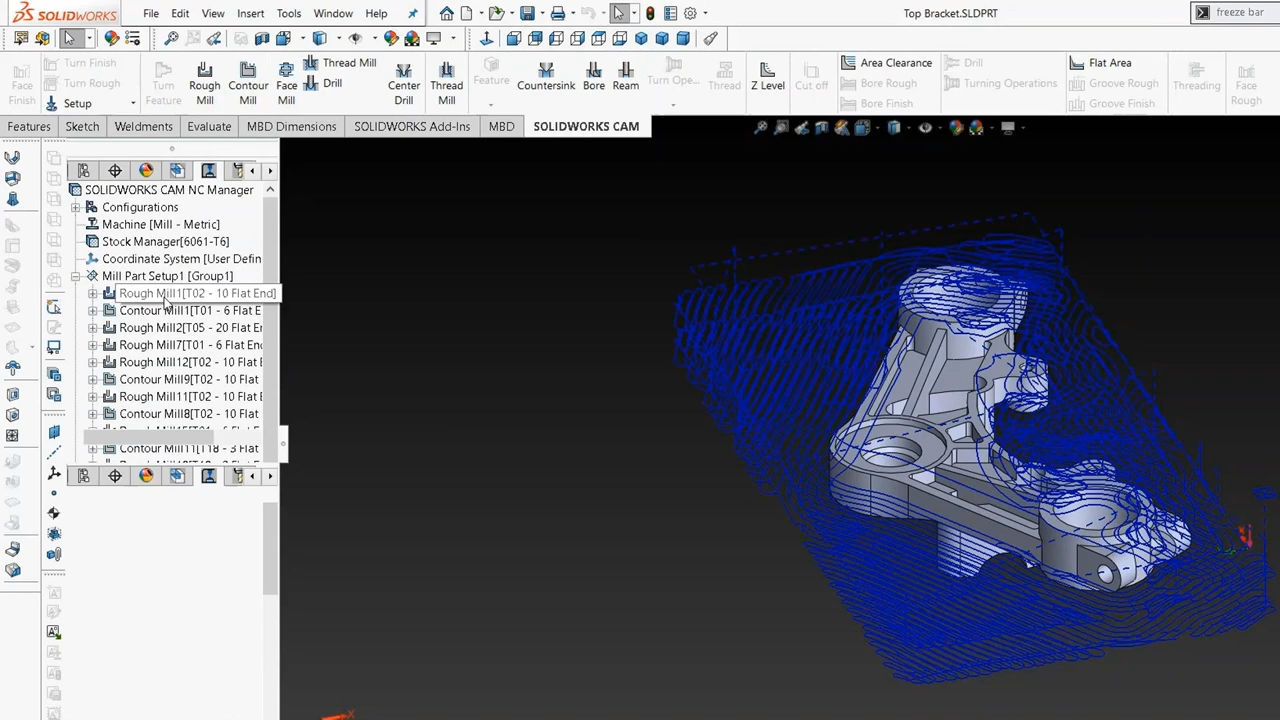 SOLIDWORKS File Edit View Insert Tools Window Help Top Bracket.SLDPRT freeze bar
Face Finish
Turn Finish
Turn Rough
Setup
Turn Feature
Rough Mill
Contour Mill
Face Mill
Thread Mill
Drill
Center Drill
Thread Mill
Feature
Countersink
Bore
Ream
Turn Ope...
Thread
Z Level
Cut off
Area Clearance
Bore Rough
Bore Finish
Drill
Turning Operations
Flat Area
Groove Rough
Groove Finish
Threading
Face Rough
Features Sketch Weldments Evaluate MBD Dimensions SOLIDWORKS Add-Ins MBD SOLIDWORKS CAM
SOLIDWORKS CAM NC Manager
Configurations
Machine [Mill - Metric]
Stock Manager[6061-T6]
Coordinate System [User Defin
Mill Part Setup1 [Group1]
Rough Mill1[T02 - 10 Flat End]
Contour Mill1[T01 - 6 Flat E
Rough Mill2[T05 - 20 Flat Er
Rough Mill7[T01 - 6 Flat Enc
Rough Mill12[T02 - 10 Flat E
Contour Mill9[T02 - 10 Flat
Rough Mill11[T02 - 10 Flat E
Contour Mill8[T02 - 10 Flat
Contour Mill11[T18 - 3 Flat
X